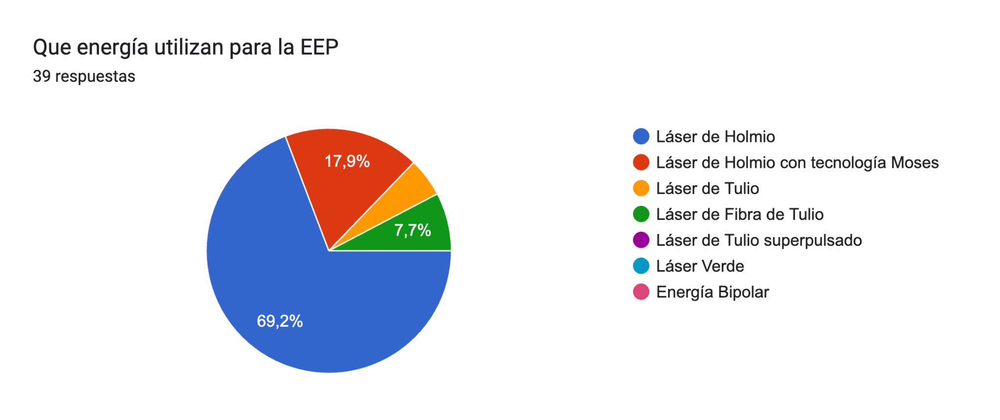 Que energía utilizan para la EEP
39 respuestas
17,9%
7,7%
69,2%
Láser de Holmio
Láser de Holmio con tecnología Moses
Láser de Tulio
Láser de Fibra de Tulio
Láser de Tulio superpulsado
Láser Verde
Energía Bipolar